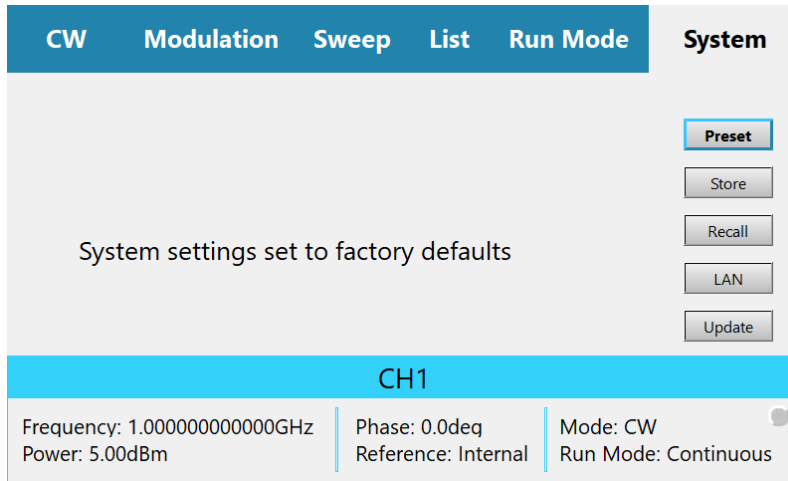 CW Modulation Sweep List Run Mode System
Preset
Store
Recall
System settings set to factory defaults
LAN
Update
CH1
Frequency: 1.000000000000GHz Phase: 0.0deg Mode: CW
Power: 5.00dBm Reference: Internal Run Mode: Continuous